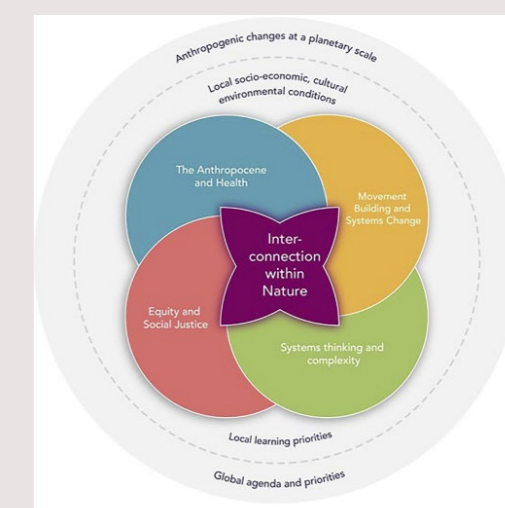 Anthropogenic changes at a planetary scale
Local socio-economic, cultural
environmental conditions
The Anthropocene
and Health
Movement
Building and
Systems Change
Inter-
connection
within
Nature
Equity and
Social Justice
Systems thinking and
complexity
Local learning priorities
Global agenda and priorities